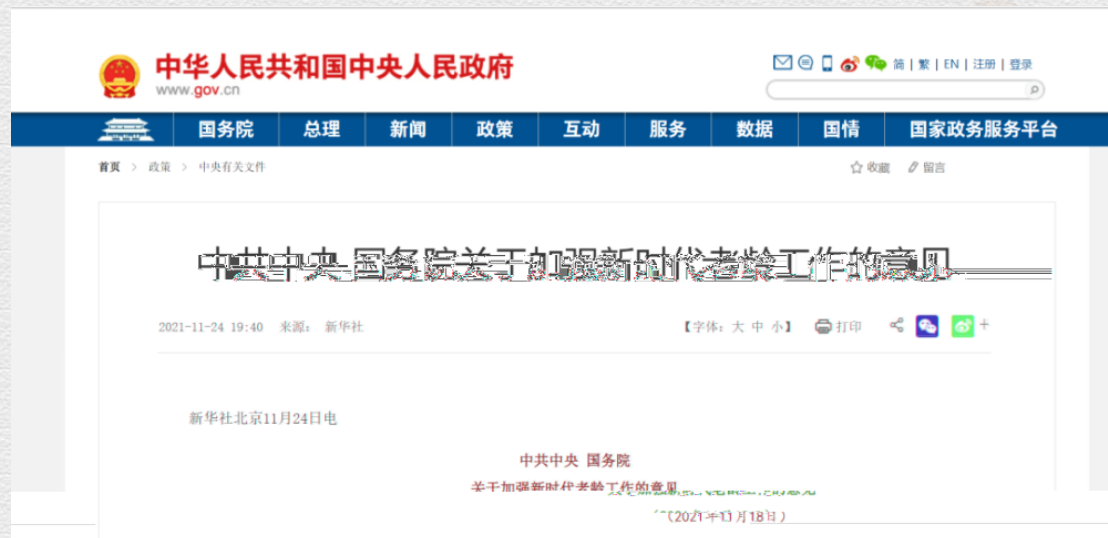 中华人民共和国中央人民政府
www.gov.cn
简 | 繁 | EN | 注册 | 登录
国务院 总理 新闻 政策 互动 服务 数据 国情 国家政务服务平台
首页 > 政策 > 中央有关文件
收藏 留言
中共中央 国务院关于加强新时代老龄工作的意见
2021-11-24 19:40 来源： 新华社
【字体：大 中 小】 打印 +
新华社北京11月24日电
中共中央 国务院
关于加强新时代老龄工作的意见
（2021年11月18日）